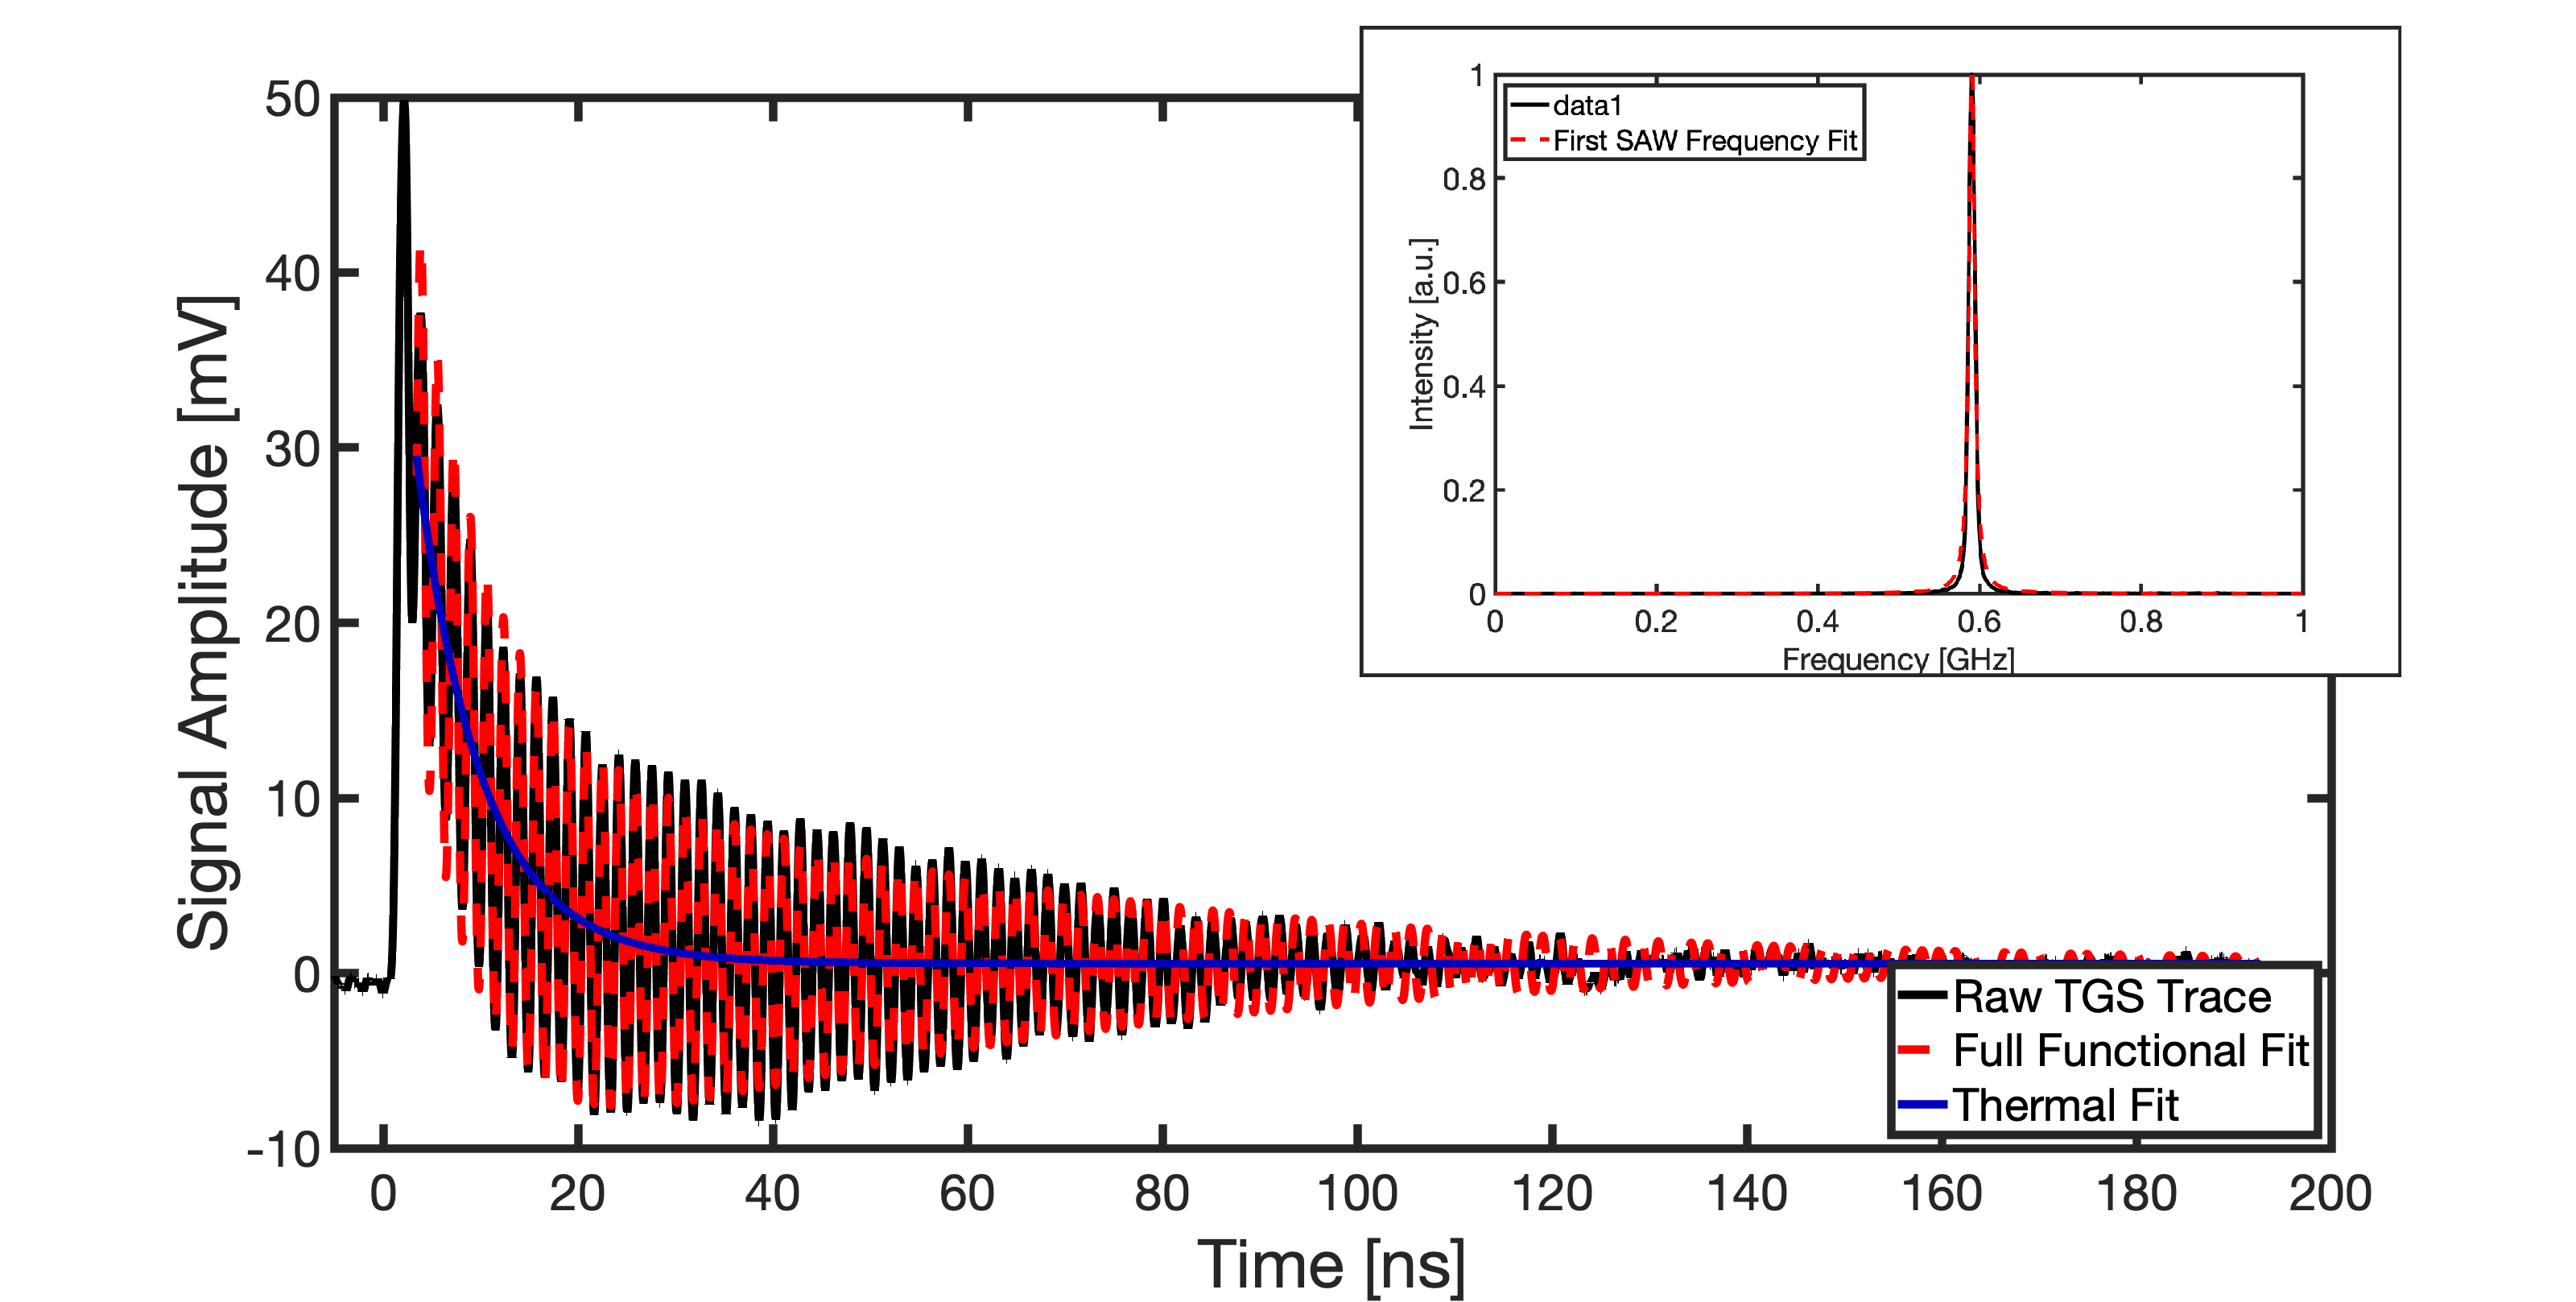 50
40
30
20
10
0
-10
Signal Amplitude [mV]
0 20 40 60 80 100 120 140 160 180 200
Time [ns]
Raw TGS Trace
Full Functional Fit
Thermal Fit
1
0.8
0.6
0.4
0.2
0
Intensity [a.u.]
data1
First SAW Frequency Fit
0 0.2 0.4 0.6 0.8 1
Frequency [GHz]